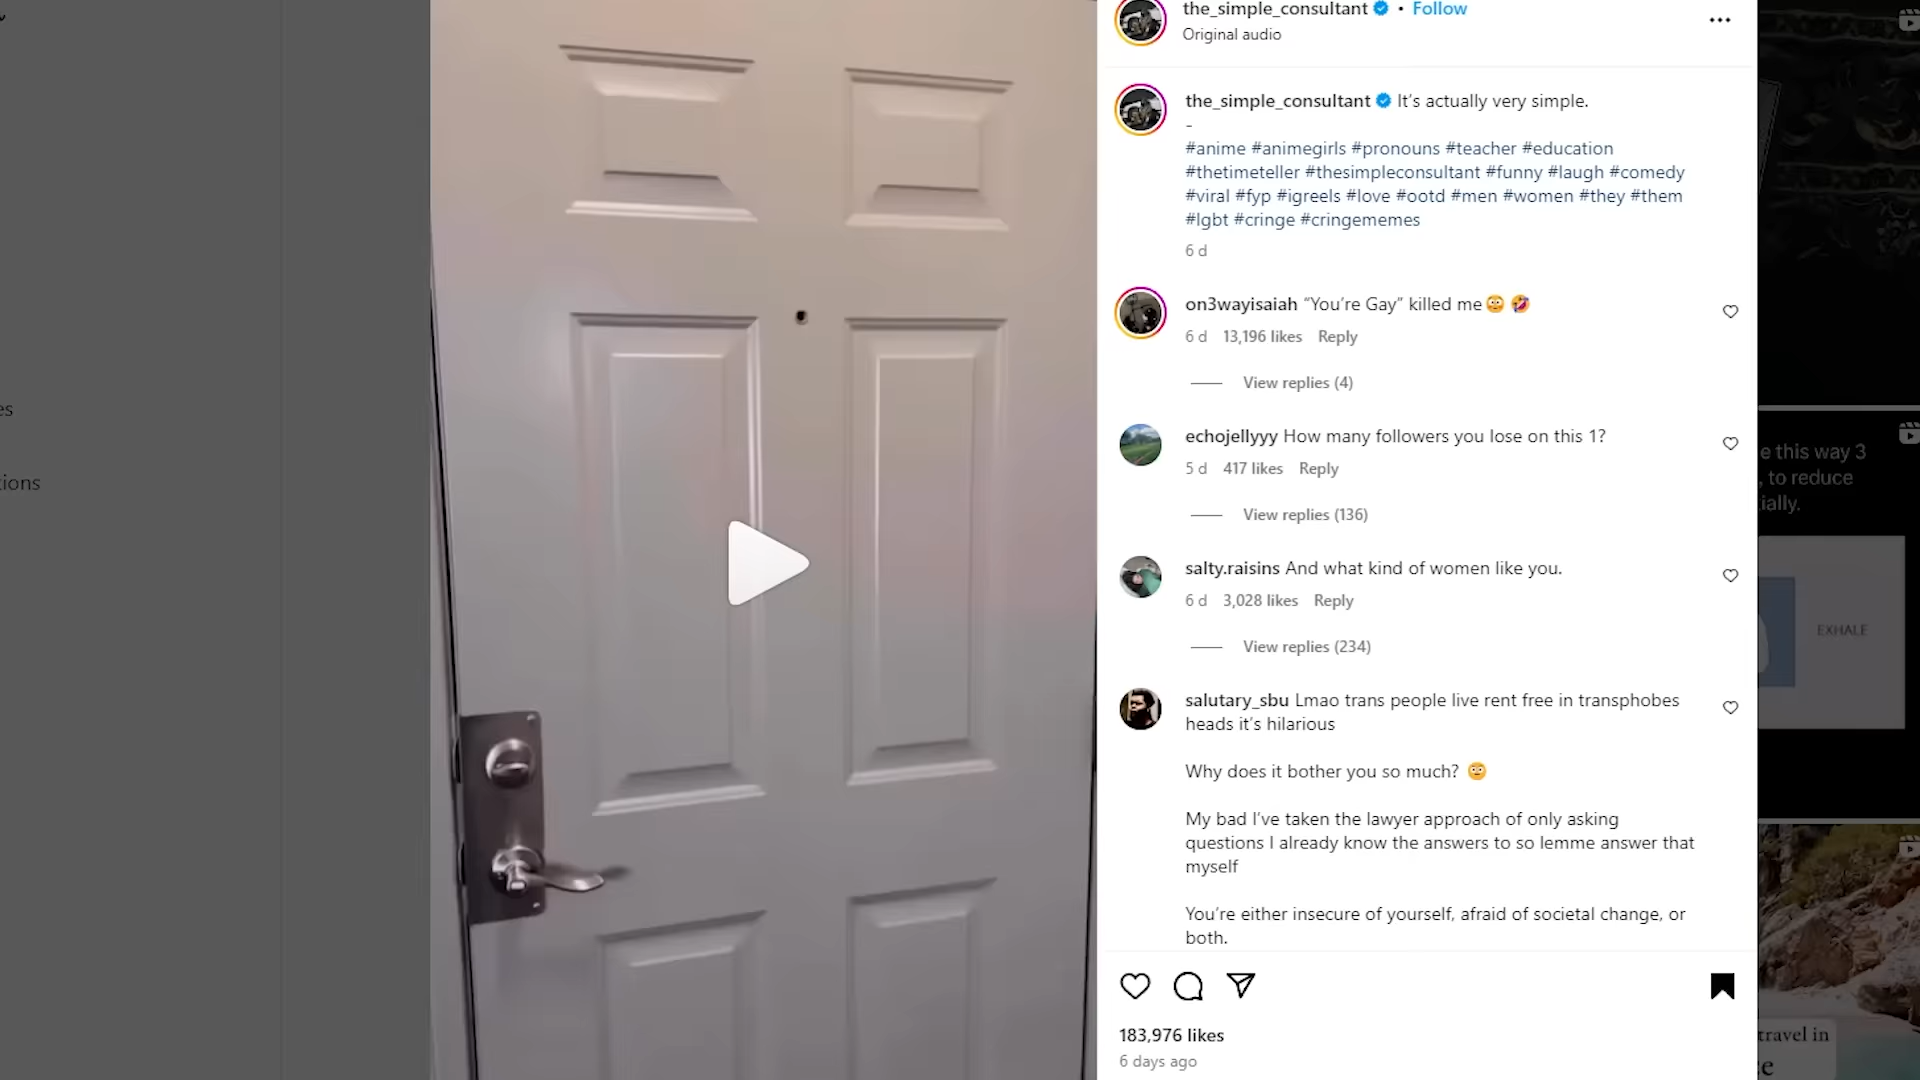 the_simple_consultant • Follow
Original audio
the_simple_consultant It's actually very simple.
-
#anime #animegirls #pronouns #teacher #education
#thetimeteller #thesimpleconsultant #funny #laugh #comedy
#viral #fyp #igreels #love #ootd #men #women #they #them
#lgbt #cringe #cringememes
6 d
on3wayisaiah “You're Gay” killed me😳 🤣
6 d 13,196 likes Reply
View replies (4)
echojellyyy How many followers you lose on this 1?
5 d 417 likes Reply
View replies (136)
salty.raisins And what kind of women like you.
6 d 3,028 likes Reply
View replies (234)
salutary_sbu Lmao trans people live rent free in transphobes
heads it's hilarious
Why does it bother you so much? 😳
My bad I've taken the lawyer approach of only asking
questions I already know the answers to so lemme answer that
myself
You're either insecure of yourself, afraid of societal change, or
both.
183,976 likes
6 days ago
es
tions
e this way 3
, to reduce
ially.
EXHALE
travel in
ce